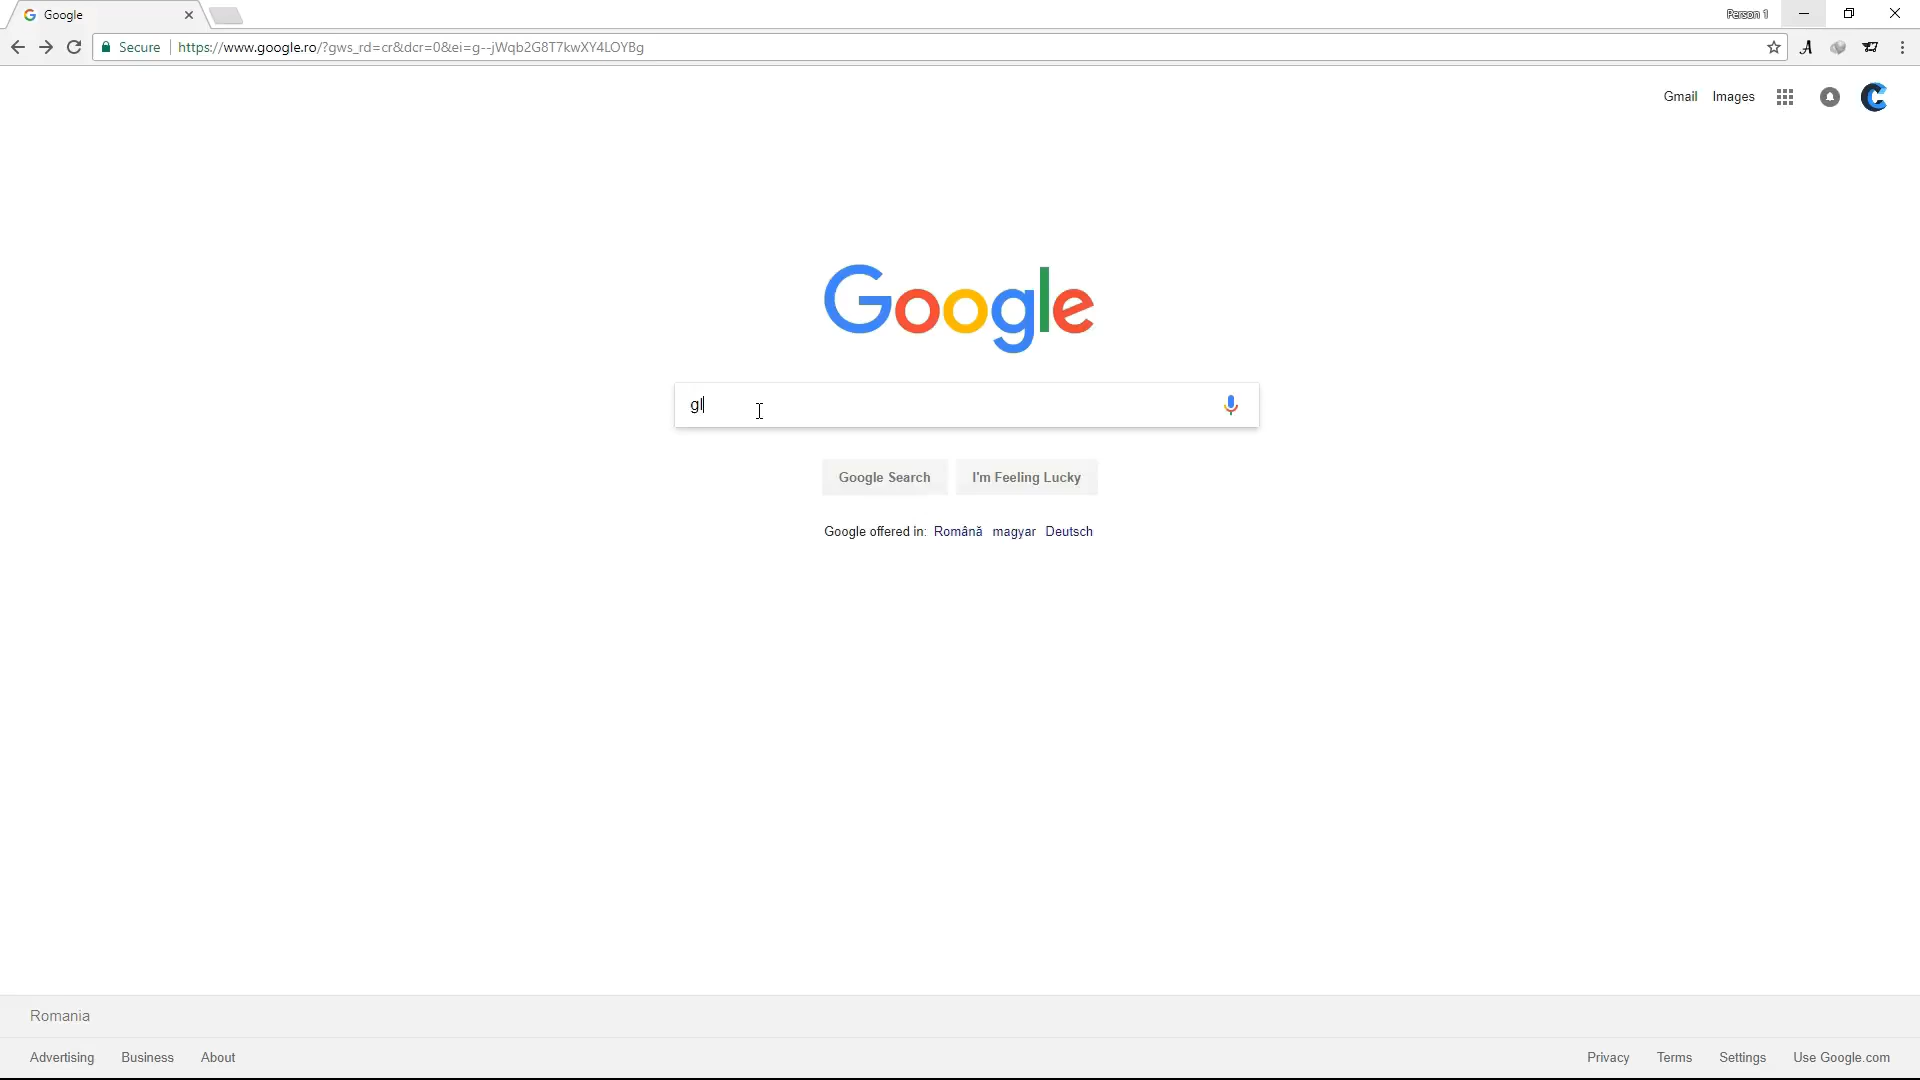 Google
Person 1
Secure
https://www.google.ro/?gws_rd=cr&dcr=0&ei=g--jWqb2G8T7kwXY4LOYBg
Gmail Images
Google
gl
Google Search I'm Feeling Lucky
Google offered in: Română magyar Deutsch
Romania
Advertising Business About Privacy Terms Settings Use Google.com